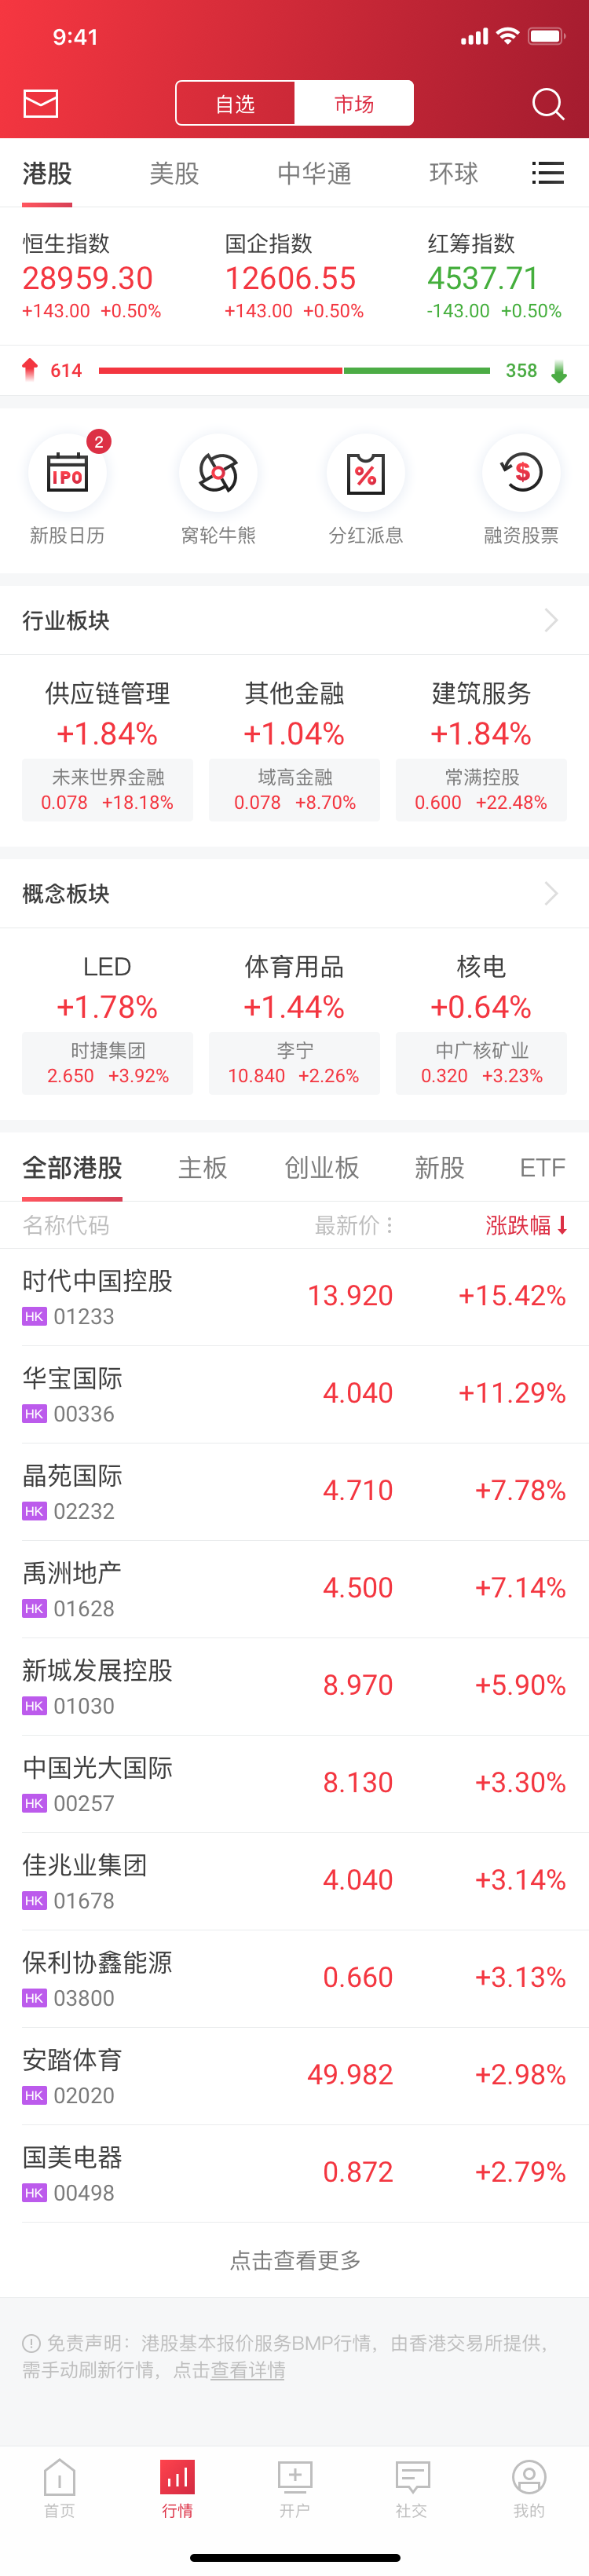 9:41
自选 市场
港股 美股 中华通 环球
恒生指数 国企指数 红筹指数
28959.30 12606.55 4537.71
+143.00 +0.50% +143.00 +0.50% -143.00 +0.50%
614 358
2
IPO % $
新股日历 窝轮牛熊 分红派息 融资股票
行业板块
供应链管理 其他金融 建筑服务
+1.84% +1.04% +1.84%
未来世界金融 域高金融 常满控股
0.078 +18.18% 0.078 +8.70% 0.600 +22.48%
概念板块
LED 体育用品 核电
+1.78% +1.44% +0.64%
时捷集团 李宁 中广核矿业
2.650 +3.92% 10.840 +2.26% 0.320 +3.23%
全部港股 主板 创业板 新股 ETF
名称代码 最新价 涨跌幅
时代中国控股
13.920 +15.42%
HK 01233
华宝国际
4.040 +11.29%
HK 00336
晶苑国际
4.710 +7.78%
HK 02232
禹洲地产
4.500 +7.14%
HK 01628
新城发展控股
8.970 +5.90%
HK 01030
中国光大国际
8.130 +3.30%
HK 00257
佳兆业集团
4.040 +3.14%
HK 01678
保利协鑫能源
0.660 +3.13%
HK 03800
安踏体育
49.982 +2.98%
HK 02020
国美电器
0.872 +2.79%
HK 00498
点击查看更多
免责声明：港股基本报价服务BMP行情，由香港交易所提供，
需手动刷新行情，点击查看详情
首页 行情 开户 社交 我的